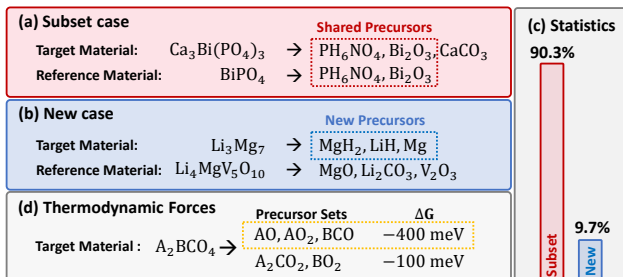 (a) Subset case
Shared Precursors
Target Material: Ca₃Bi(PO₄)₃ → PH₆NO₄, Bi₂O₃, CaCO₃
Reference Material: BiPO₄ → PH₆NO₄, Bi₂O₃
(b) New case
New Precursors
Target Material: Li₃Mg₇ → MgH₂, LiH, Mg
Reference Material: Li₄MgV₅O₁₀ → MgO, Li₂CO₃, V₂O₃
(d) Thermodynamic Forces
Precursor Sets ΔG
Target Material : A₂BCO₄ → AO, AO₂, BCO −400 meV
A₂CO₂, BO₂ −100 meV
(c) Statistics
90.3%
9.7%
Subset
New